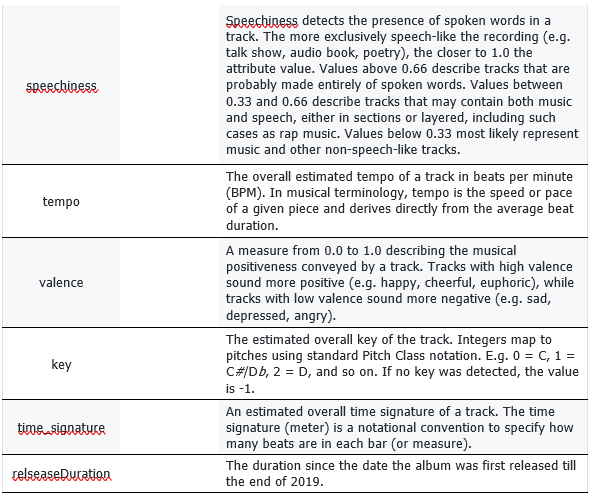 Speechiness detects the presence of spoken words in a
track. The more exclusively speech-like the recording (e.g.
talk show, audio book, poetry), the closer to 1.0 the
attribute value. Values above 0.66 describe tracks that are
probably made entirely of spoken words. Values between
speechiness
0.33 and 0.66 describe tracks that may contain both music
and speech, either in sections or layered, including such
cases as rap music. Values below 0.33 most likely represent
music and other non-speech-like tracks.
The overall estimated tempo of a track in beats per minute
(BPM). In musical terminology, tempo is the speed or pace
tempo
of a given piece and derives directly from the average beat
duration.
A measure from 0.0 to 1.0 describing the musical
positiveness conveyed by a track. Tracks with high valence
valence
sound more positive (e.g. happy, cheerful, euphoric), while
tracks with low valence sound more negative (e.g. sad,
depressed, angry).
The estimated overall key of the track. Integers map to
pitches using standard Pitch Class notation. E.g. 0 = C, 1 =
key
C#/Db, 2 = D, and so on. If no key was detected, the value
is -1.
An estimated overall time signature of a track. The time
time_signature
signature (meter) is a notational convention to specify how
many beats are in each bar (or measure).
relseaseDuration
The duration since the date the album was first released till
the end of 2019.